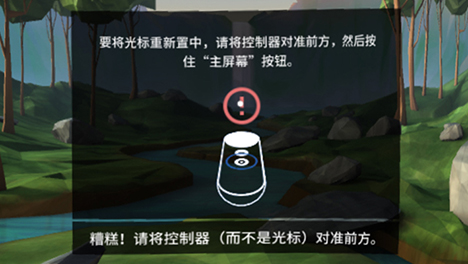 要将光标重新置中，请将控制器对准前方，然后按
住“主屏幕”按钮。
糟糕！请将控制器（而不是光标）对准前方。